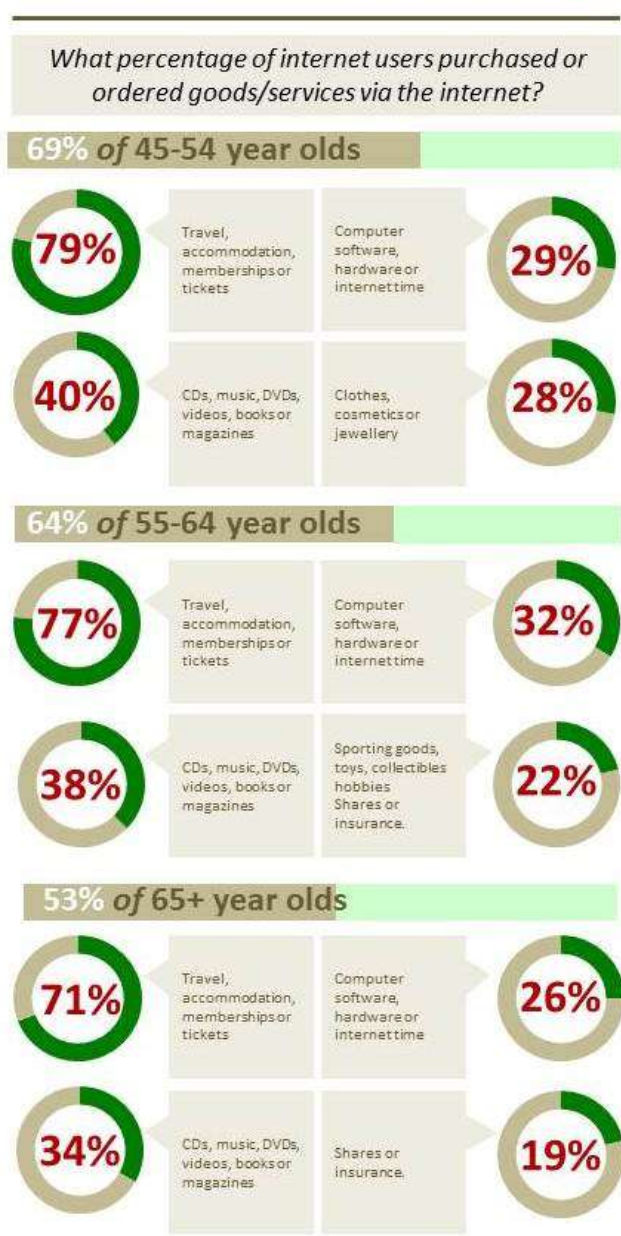 What percentage of internet users purchased or
ordered goods/services via the internet?
69% of 45-54 year olds
79%
Travel,
accommodation,
memberships or
tickets
Computer
software,
hardware or
internet time
29%
40%
CDs, music, DVDs,
videos, books or
magazines
Clothes,
cosmetics or
jewellery
28%
64% of 55-64 year olds
77%
Travel,
accommodation,
memberships or
tickets
Computer
software,
hardware or
internet time
32%
38%
CDs, music, DVDs,
videos, books or
magazines
Sporting goods,
toys, collectibles
hobbies
Shares or
insurance.
22%
53% of 65+ year olds
71%
Travel,
accommodation,
memberships or
tickets
Computer
software,
hardware or
internet time
26%
34%
CDs, music, DVDs,
videos, books or
magazines
Shares or
insurance.
19%